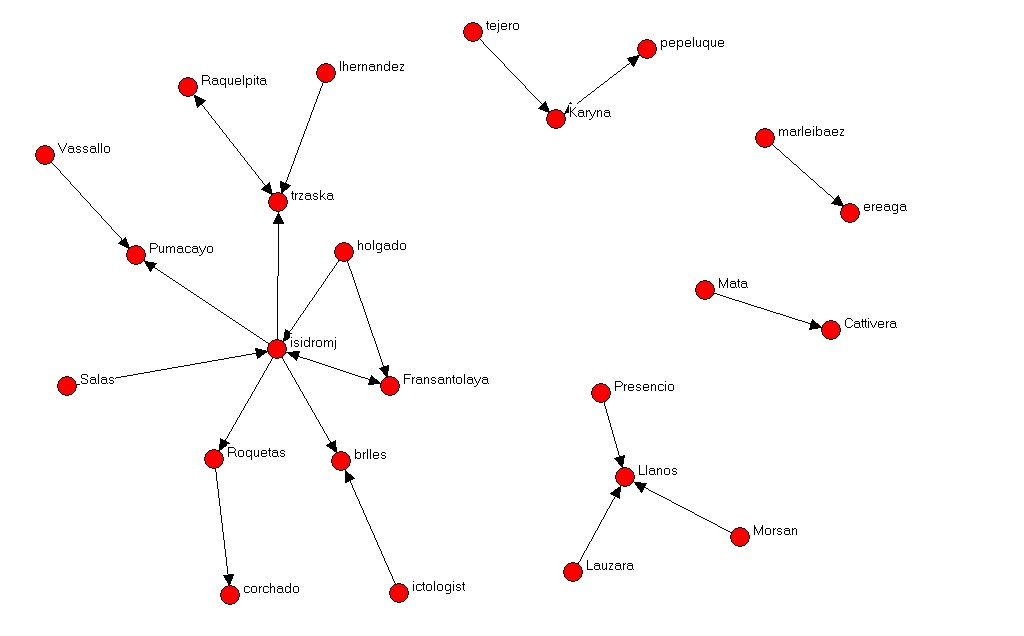 tejero
pepeluque
lhernandez
Raquelpita
Karyna
marleibaez
Vassallo
trzaska
ereaga
holgado
Pumacayo
Mata
Cattivera
isidromj
Salas
Fransantolaya
Presencio
Roquetas
brlles
Llanos
Morsan
Lauzara
corchado
ictologist